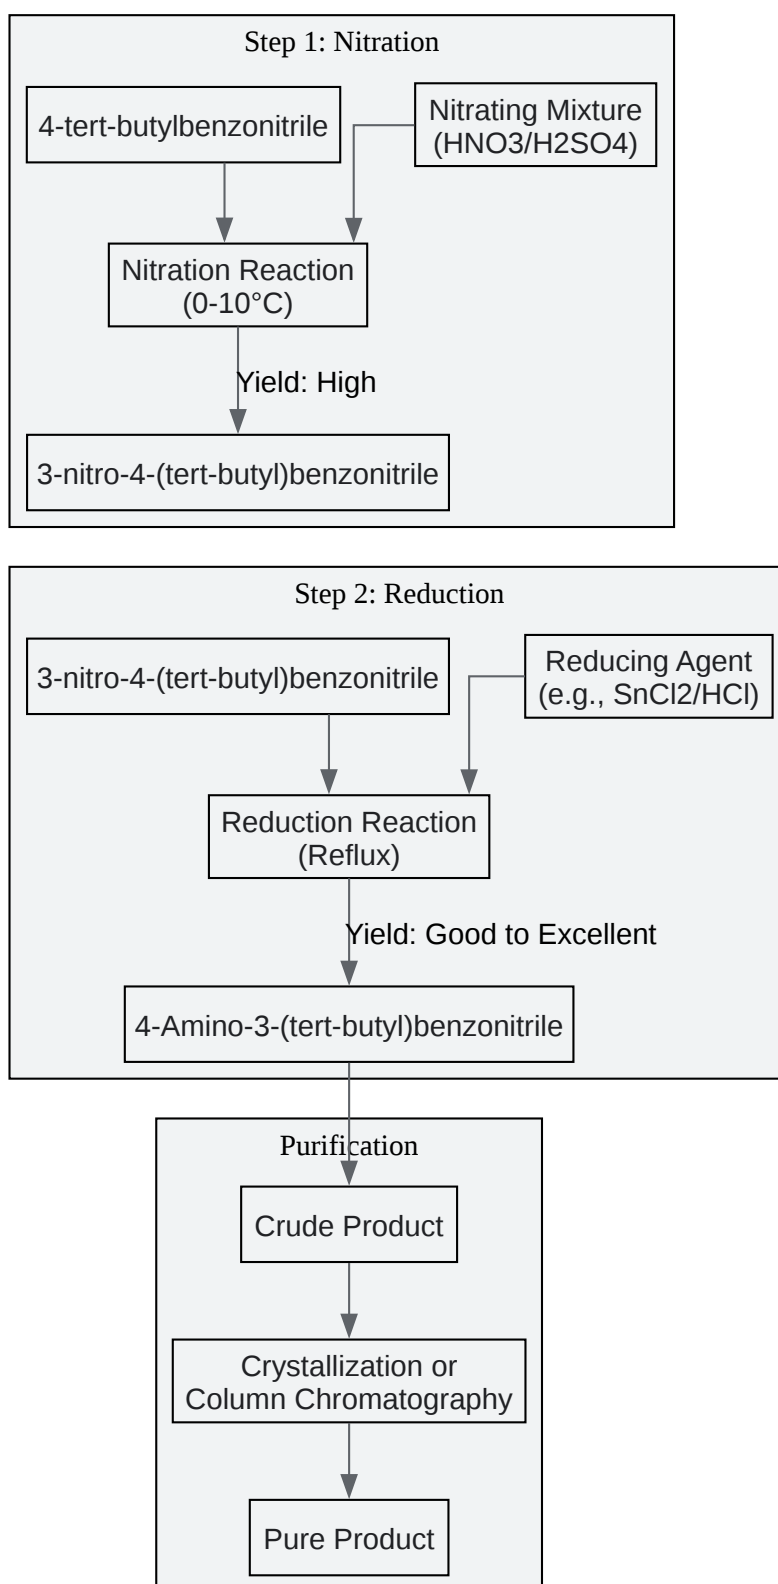 Step 1: Nitration
4-tert-butylbenzonitrile
Nitrating Mixture
(HNO3/H2SO4)
Nitration Reaction
(0-10°C)
Yield: High
3-nitro-4-(tert-butyl)benzonitrile
Step 2: Reduction
3-nitro-4-(tert-butyl)benzonitrile
Reducing Agent
(e.g., SnCl2/HCl)
Reduction Reaction
(Reflux)
Yield: Good to Excellent
4-Amino-3-(tert-butyl)benzonitrile
Purification
Crude Product
Crystallization or
Column Chromatography
Pure Product